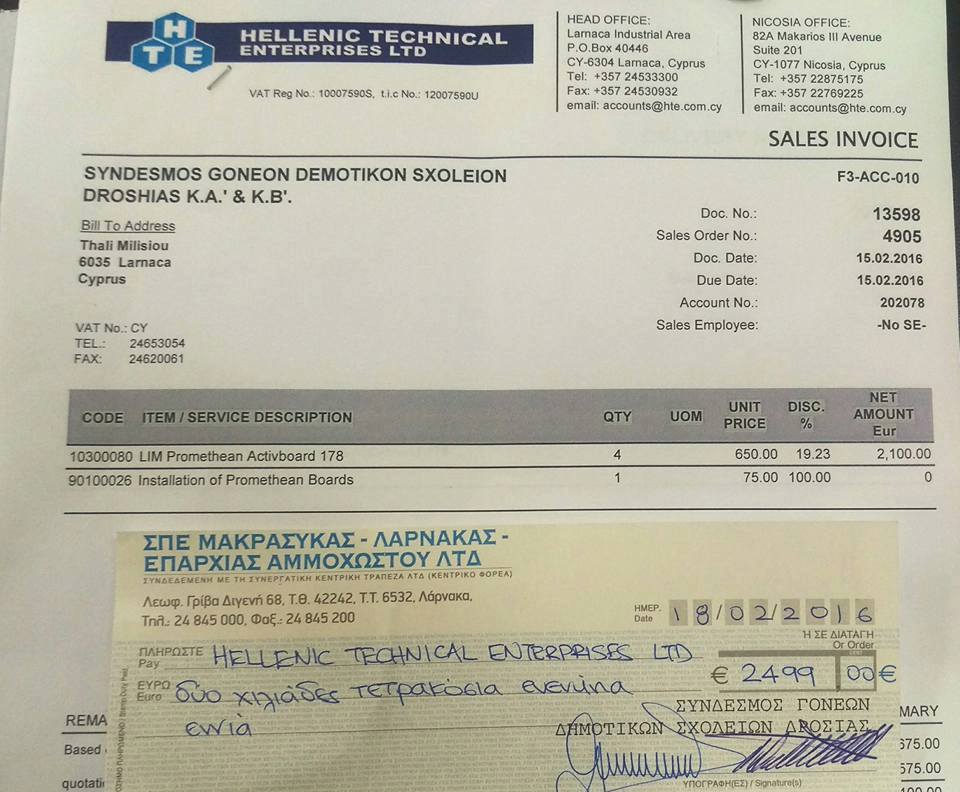 HTE
HELLENIC TECHNICAL
ENTERPRISES LTD
VAT Reg No.: 10007590S, t.i.c No.: 12007590U
HEAD OFFICE:
Larnaca Industrial Area
P.O.Box 40446
CY-6304 Larnaca, Cyprus
Tel: +357 24533300
Fax: +357 24530932
email: accounts@hte.com.cy
NICOSIA OFFICE:
82A Makarios III Avenue
Suite 201
CY-1077 Nicosia, Cyprus
Tel: +357 22875175
Fax: +357 22769225
email: accounts@hte.com.cy
SALES INVOICE
F3-ACC-010
SYNDESMOS GONEON DEMOTIKON SXOLEION
DROSHIAS K.A.' & K.B'.
Bill To Address
Thali Milisiou
6035 Larnaca
Cyprus
VAT No.: CY
TEL.: 24653054
FAX: 24620061
Doc. No.: 13598
Sales Order No.: 4905
Doc. Date: 15.02.2016
Due Date: 15.02.2016
Account No.: 202078
Sales Employee: -No SE-
CODE ITEM / SERVICE DESCRIPTION QTY UOM UNIT PRICE DISC. % NET AMOUNT Eur
10300080 LIM Promethean Activboard 178 4 650.00 19.23 2,100.00
90100026 Installation of Promethean Boards 1 75.00 100.00 0
ΣΠΕ ΜΑΚΡΑΣΥΚΑΣ - ΛΑΡΝΑΚΑΣ -
ΕΠΑΡΧΙΑΣ ΑΜΜΟΧΩΣΤΟΥ ΛΤΔ
ΣΥΝΔΕΔΕΜΕΝΗ ΜΕ ΤΗ ΣΥΝΕΡΓΑΤΙΚΗ ΚΕΝΤΡΙΚΗ ΤΡΑΠΕΖΑ ΛΤΔ (ΚΕΝΤΡΙΚΟ ΦΟΡΕΑ)
Λεωφ. Γρίβα Διγενή 68, Τ.Θ. 42242, Τ.Τ. 6532, Λάρνακα,
Τηλ.: 24 845 000, Φαξ.: 24 845 200
ΗΜΕΡ.
Date 18/02/2016
Ή ΣΕ ΔΙΑΤΑΓΗ
Or Order
ΠΛΗΡΩΣΤΕ
Pay HELLENIC TECHNICAL ENTERPRISES LTD
€ 2499 00 €
ΕΥΡΩ
Euro δύο χιλιάδες τετρακόσια ενενήντα
εννιά
ΣΥΝΔΕΣΜΟΣ ΓΟΝΕΩΝ
ΔΗΜΟΤΙΚΩΝ ΣΧΟΛΕΙΩΝ ΔΡΟΣΙΑΣ
ΥΠΟΓΡΑΦΗ(ΕΣ) / Signature(s)
REMA
Based
quotati
MARY
575.00